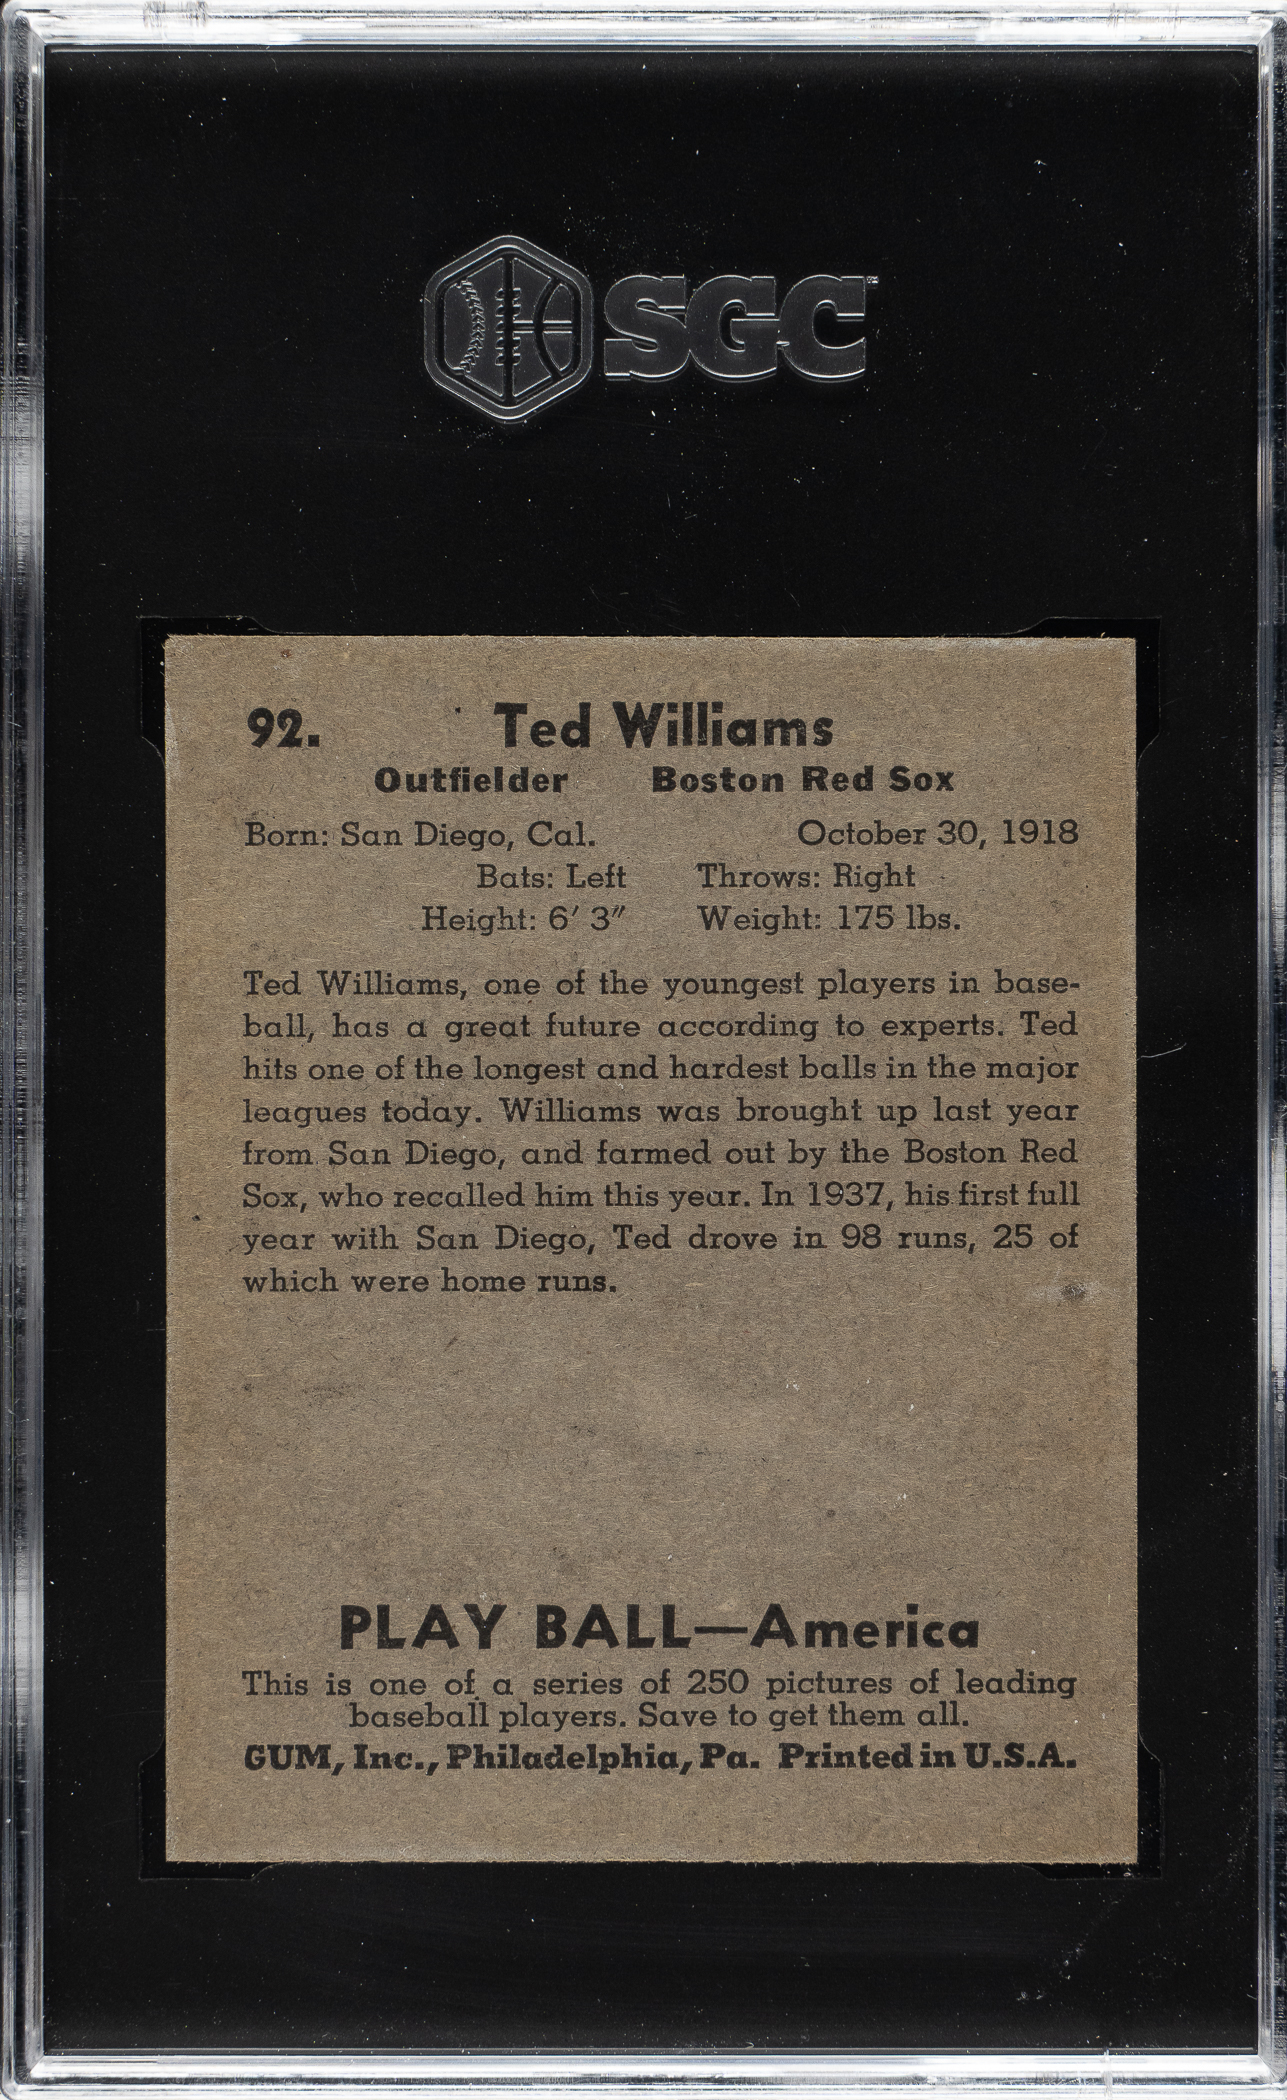 SGC
92. Ted Williams
Outfielder Boston Red Sox
Born: San Diego, Cal. October 30, 1918
Bats: Left Throws: Right
Height: 6′ 3″ Weight: 175 lbs.
Ted Williams, one of the youngest players in base-
ball, has a great future according to experts. Ted
hits one of the longest and hardest balls in the major
leagues today. Williams was brought up last year
from San Diego, and farmed out by the Boston Red
Sox, who recalled him this year. In 1937, his first full
year with San Diego, Ted drove in 98 runs, 25 of
which were home runs.
PLAY BALL—America
This is one of a series of 250 pictures of leading
baseball players. Save to get them all.
GUM, Inc., Philadelphia, Pa. Printed in U.S.A.